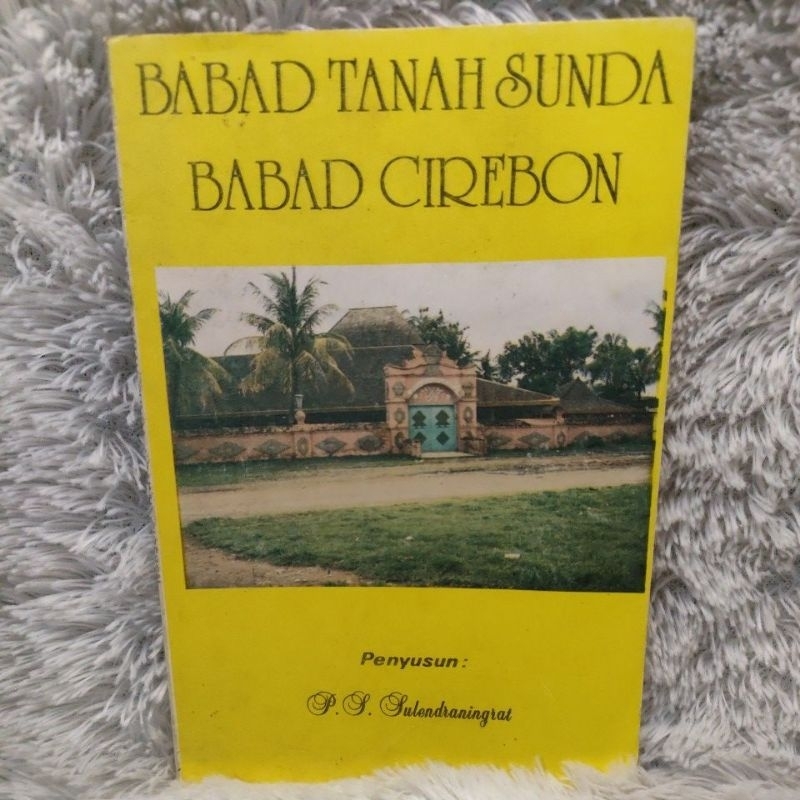 BABAD TANAH SUNDA
BABAD CIREBON
Penyusun:
P. S. Sulendraningrat